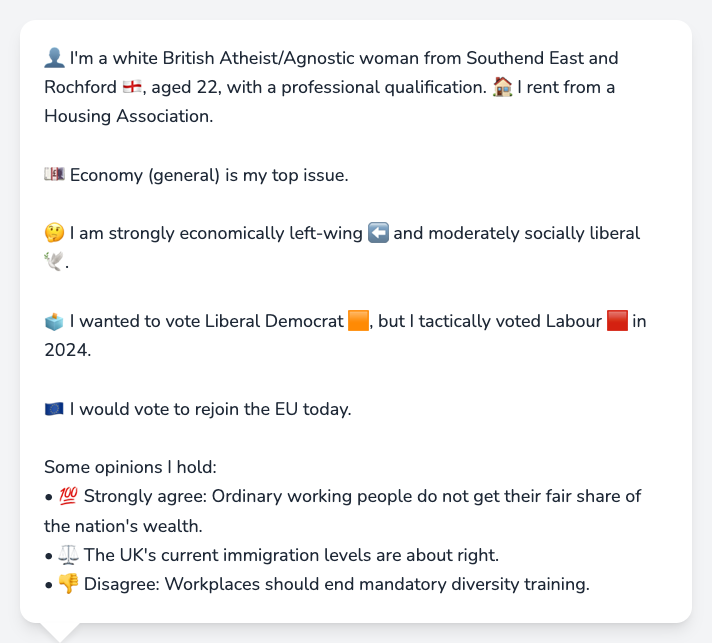 👤 I'm a white British Atheist/Agnostic woman from Southend East and
Rochford 🏴󠁧󠁢󠁥󠁮󠁧󠁿, aged 22, with a professional qualification. 🏠 I rent from a
Housing Association.
💷 Economy (general) is my top issue.
🤔 I am strongly economically left-wing ⬅️ and moderately socially liberal
🕊️.
🗳️ I wanted to vote Liberal Democrat 🟧, but I tactically voted Labour 🟥 in
2024.
🇪🇺 I would vote to rejoin the EU today.
Some opinions I hold:
• 💯 Strongly agree: Ordinary working people do not get their fair share of
the nation's wealth.
• ⚖️ The UK's current immigration levels are about right.
• 👎 Disagree: Workplaces should end mandatory diversity training.